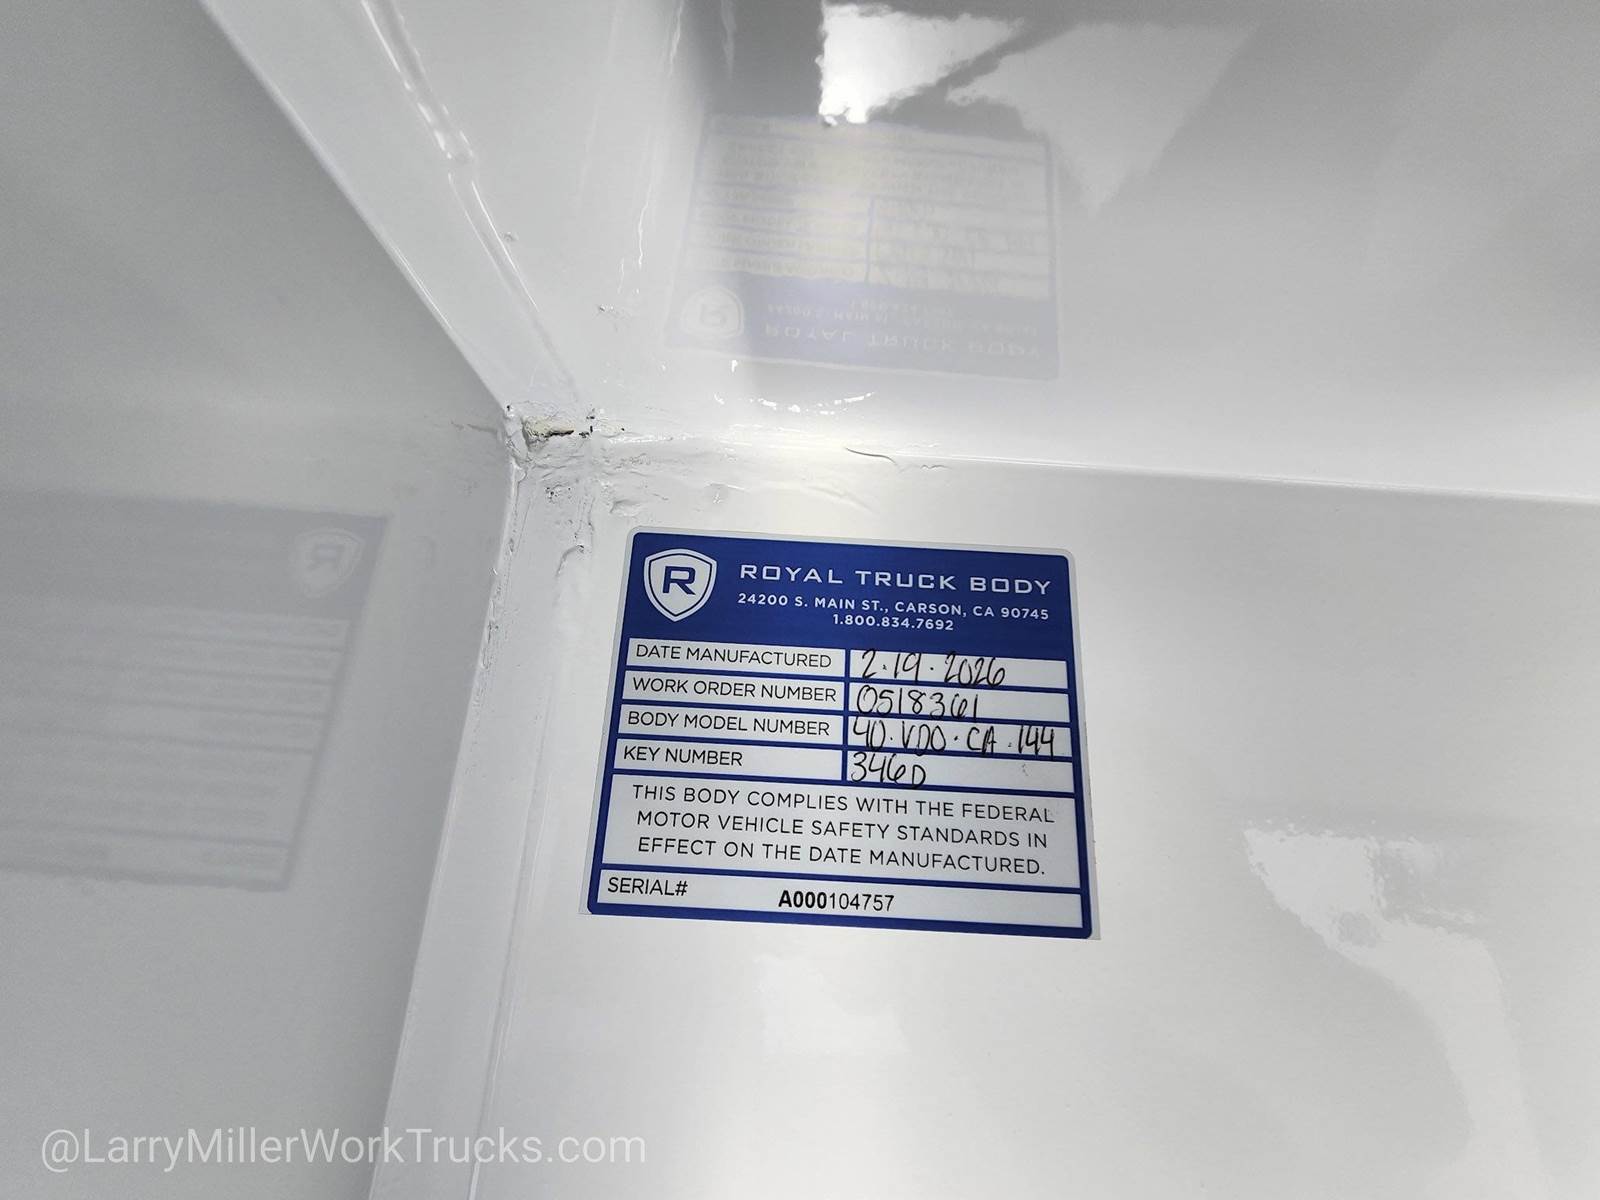 R
ROYAL TRUCK BODY
24200 S. MAIN ST., CARSON, CA 90745
1.800.834.7692
DATE MANUFACTURED 2.19.2026
WORK ORDER NUMBER 0518361
BODY MODEL NUMBER 40.VDO.CA.144
KEY NUMBER 346D
THIS BODY COMPLIES WITH THE FEDERAL
MOTOR VEHICLE SAFETY STANDARDS IN
EFFECT ON THE DATE MANUFACTURED.
SERIAL# A000104757
@LarryMillerWorkTrucks.com